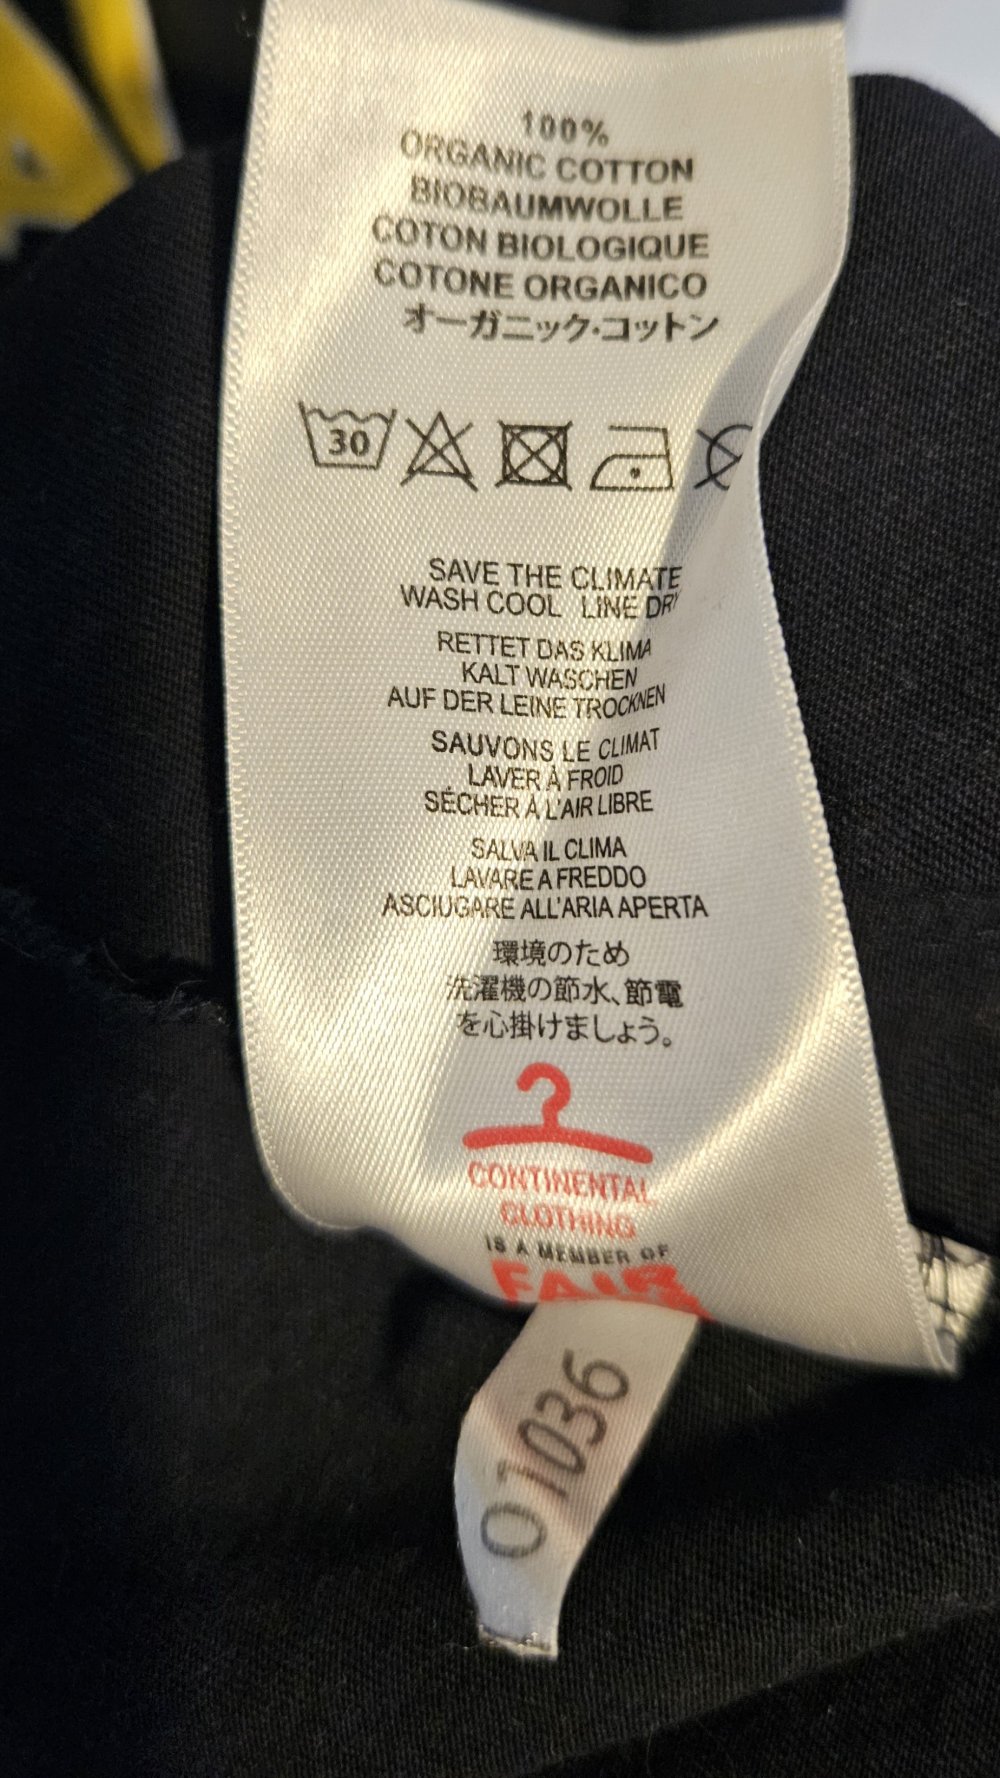 100%
ORGANIC COTTON
BIOBAUMWOLLE
COTON BIOLOGIQUE
COTONE ORGANICO
オーガニック・コットン
30
SAVE THE CLIMATE
WASH COOL LINE DRY
RETTET DAS KLIMA
KALT WASCHEN
AUF DER LEINE TROCKNEN
SAUVONS LE CLIMAT
LAVER À FROID
SÉCHER À L'AIR LIBRE
SALVA IL CLIMA
LAVARE A FREDDO
ASCIUGARE ALL'ARIA APERTA
環境のため
洗濯機の節水、節電
を心掛けましょう。
CONTINENTAL
CLOTHING
IS A MEMBER OF
FAIR
01036